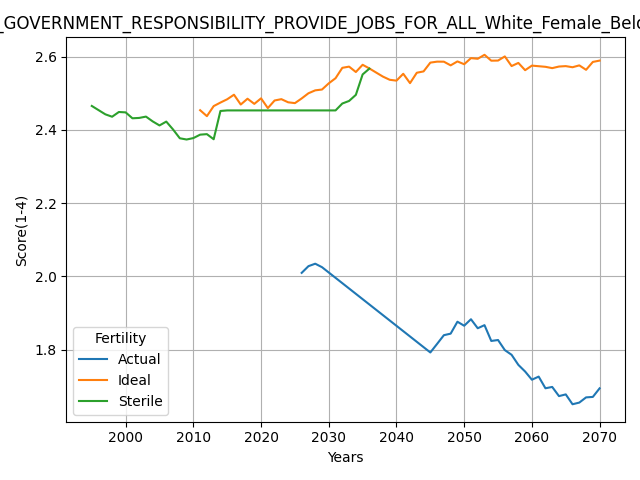 _GOVERNMENT_RESPONSIBILITY_PROVIDE_JOBS_FOR_ALL_White_Female_Belo
Score(1-4)
2.6
2.4
2.2
2.0
1.8
Fertility
Actual
Ideal
Sterile
2000 2010 2020 2030 2040 2050 2060 2070
Years